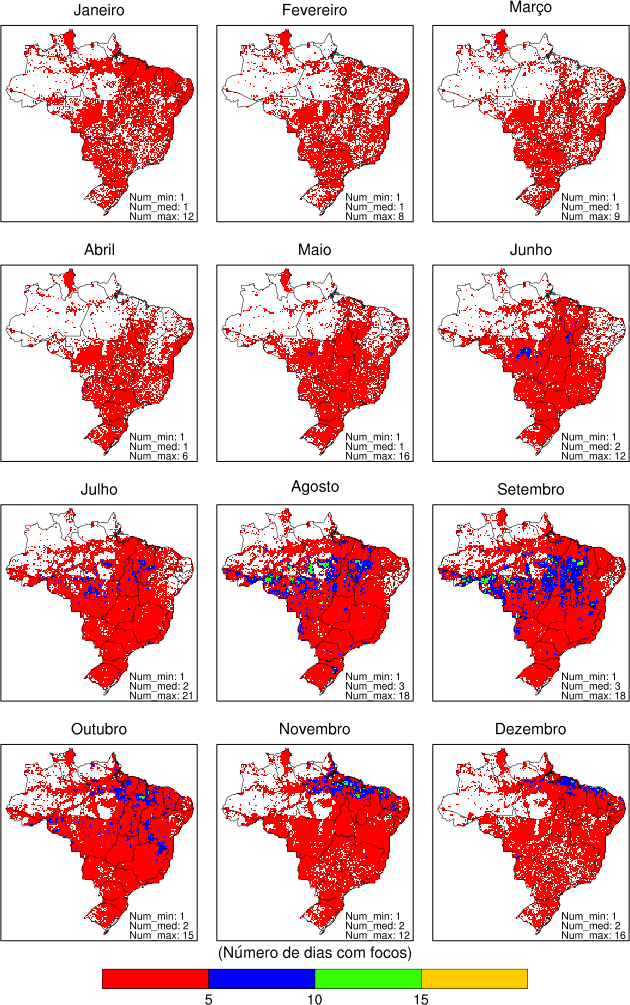 Janeiro
Fevereiro
Março
Num_min: 1
Num_med: 1
Num_max: 12
Num_min: 1
Num_med: 1
Num_max: 8
Num_min: 1
Num_med: 1
Num_max: 9
Abril
Maio
Junho
Num_min: 1
Num_med: 1
Num_max: 6
Num_min: 1
Num_med: 1
Num_max: 16
Num_min: 1
Num_med: 2
Num_max: 12
Julho
Agosto
Setembro
Num_min: 1
Num_med: 2
Num_max: 21
Num_min: 1
Num_med: 3
Num_max: 18
Num_min: 1
Num_med: 3
Num_max: 18
Outubro
Novembro
Dezembro
Num_min: 1
Num_med: 2
Num_max: 15
Num_min: 1
Num_med: 2
Num_max: 12
Num_min: 1
Num_med: 2
Num_max: 16
(Número de dias com focos)
5 10 15